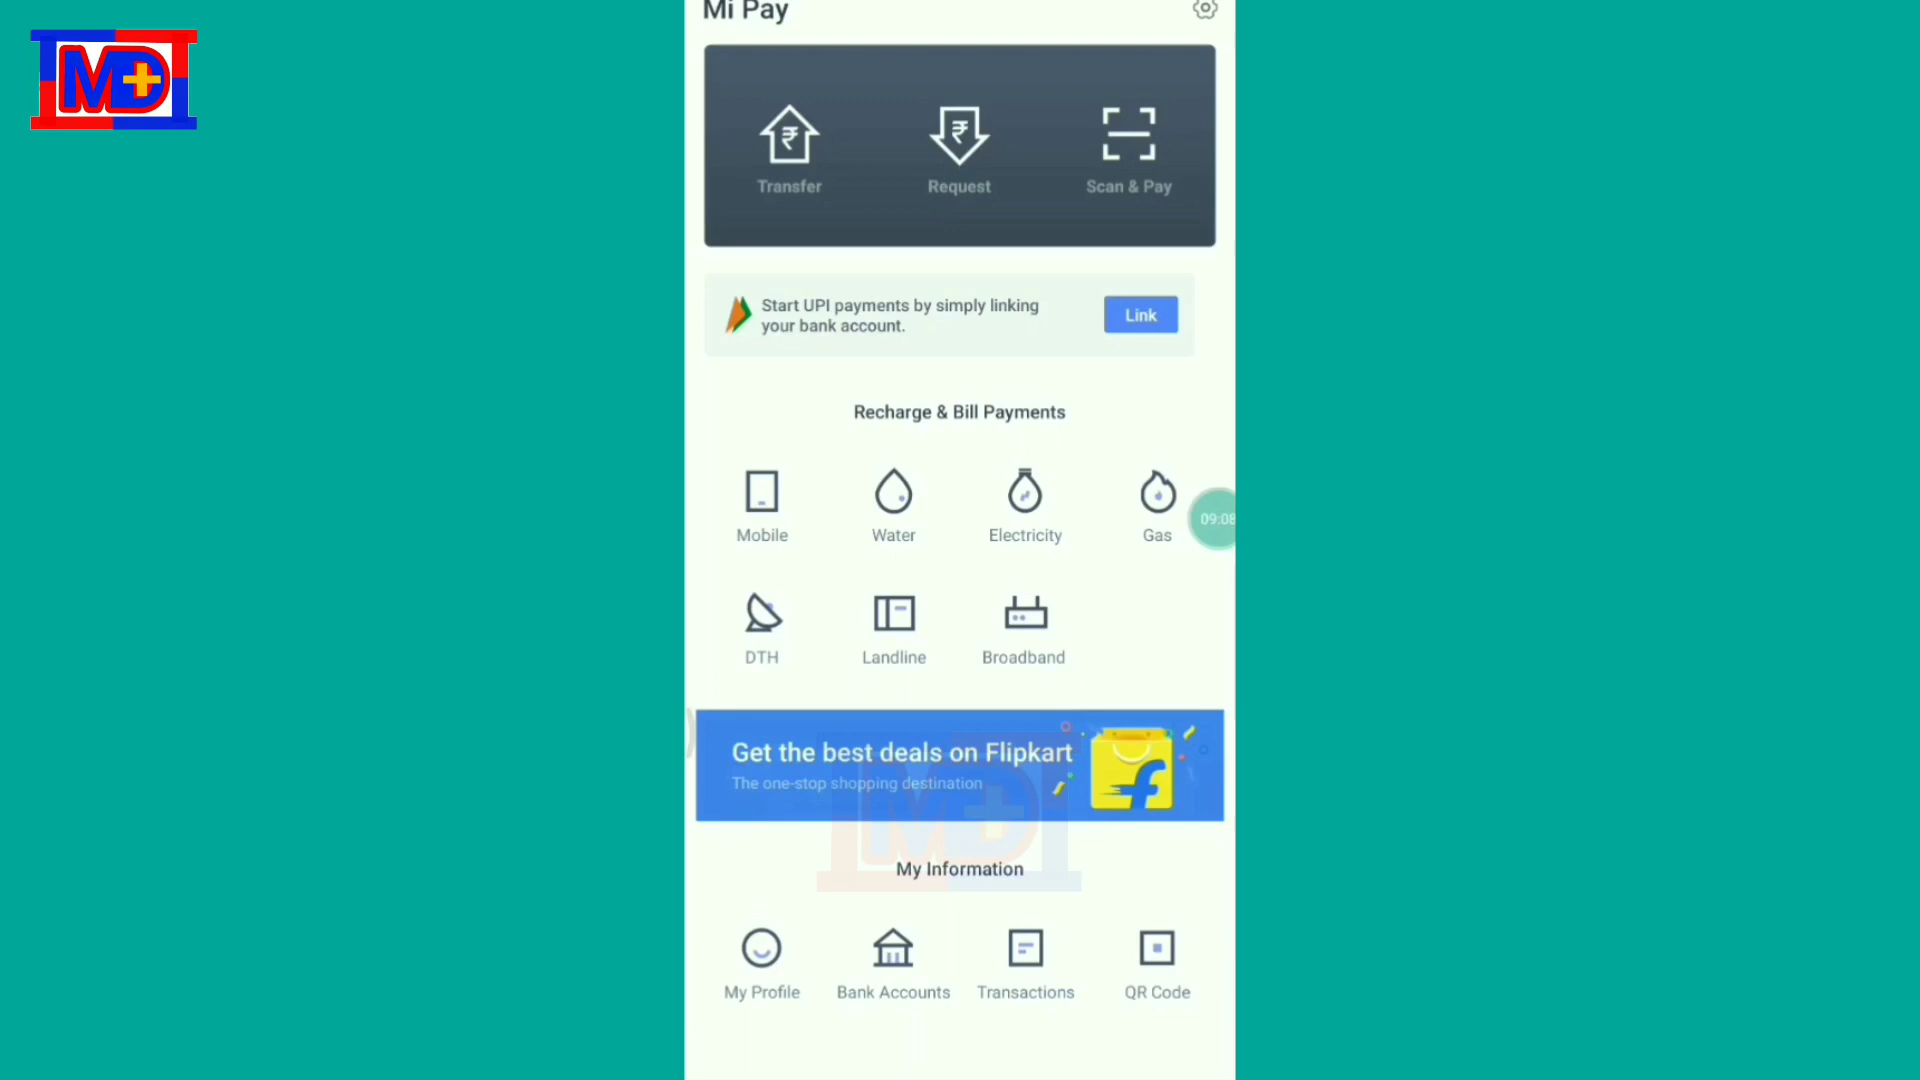 Mi Pay
MD
Transfer Request Scan & Pay
Start UPI payments by simply linking
your bank account.
Link
Recharge & Bill Payments
Mobile Water Electricity Gas
09:08
DTH Landline Broadband
Get the best deals on Flipkart
The one-stop shopping destination
MD
My Information
My Profile Bank Accounts Transactions QR Code